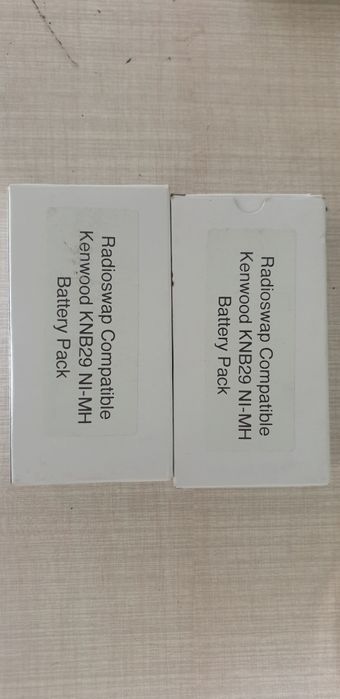 Radioswap Compatible
Kenwood KNB29 NI-MH
Battery Pack
Radioswap Compatible
Kenwood KNB29 NI-MH
Battery Pack